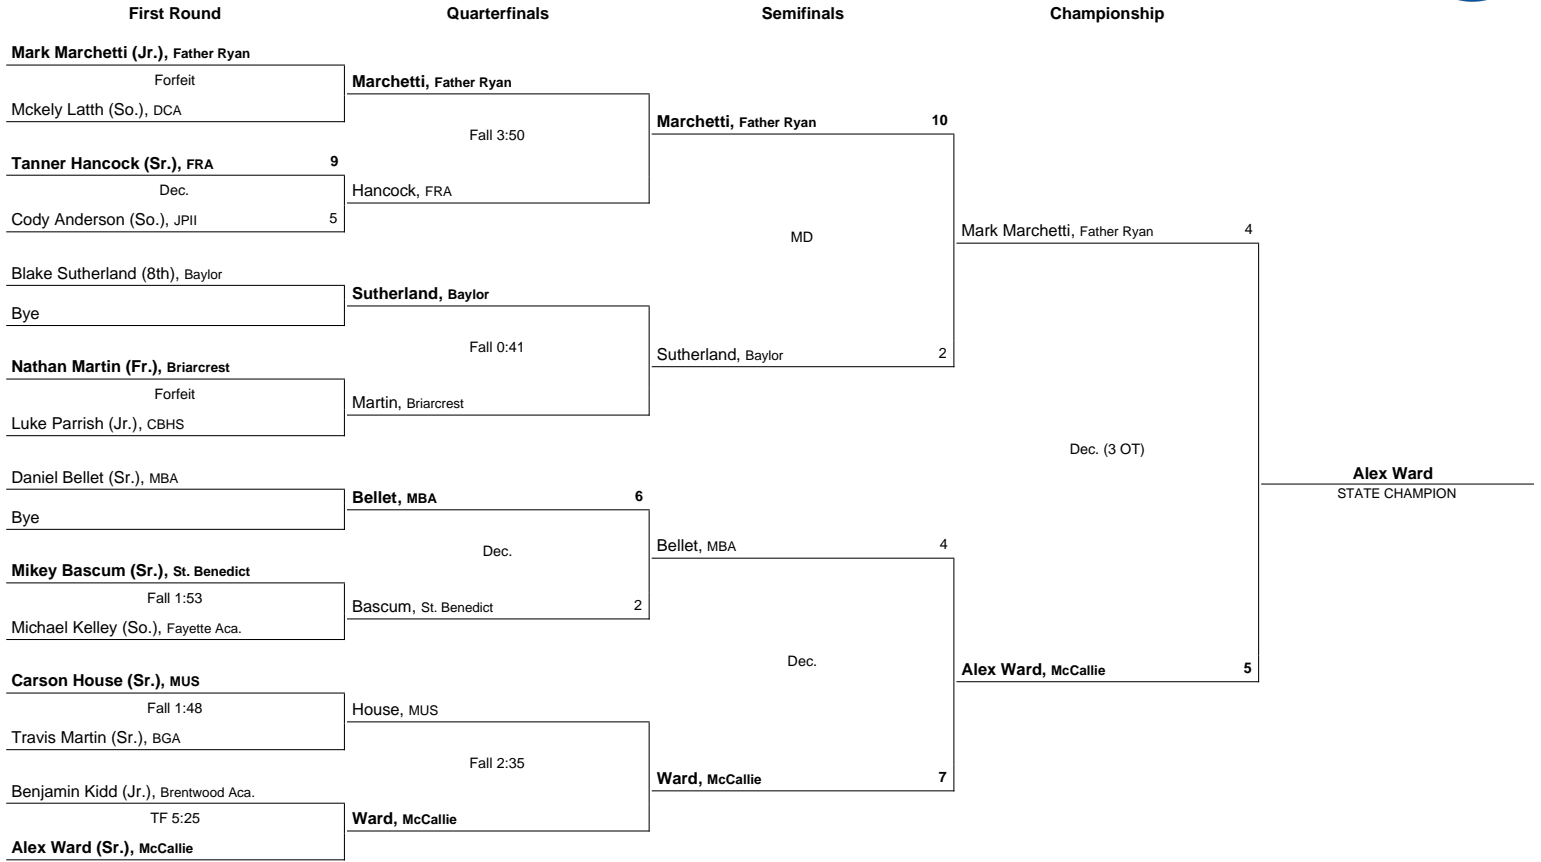 First Round Quarterfinals Semifinals Championship
Mark Marchetti (Jr.), Father Ryan
Forfeit
Mckely Latth (So.), DCA
Tanner Hancock (Sr.), FRA 9
Dec.
Cody Anderson (So.), JPII 5
Blake Sutherland (8th), Baylor
Bye
Nathan Martin (Fr.), Briarcrest
Forfeit
Luke Parrish (Jr.), CBHS
Daniel Bellet (Sr.), MBA
Bye
Mikey Bascum (Sr.), St. Benedict
Fall 1:53
Michael Kelley (So.), Fayette Aca.
Carson House (Sr.), MUS
Fall 1:48
Travis Martin (Sr.), BGA
Benjamin Kidd (Jr.), Brentwood Aca.
TF 5:25
Alex Ward (Sr.), McCallie
Marchetti, Father Ryan
Fall 3:50
Hancock, FRA
Sutherland, Baylor
Fall 0:41
Martin, Briarcrest
Bellet, MBA 6
Dec.
Bascum, St. Benedict 2
House, MUS
Fall 2:35
Ward, McCallie
Marchetti, Father Ryan 10
MD
Sutherland, Baylor 2
Bellet, MBA 4
Dec.
Ward, McCallie 7
Mark Marchetti, Father Ryan 4
Dec. (3 OT)
Alex Ward, McCallie 5
Alex Ward
STATE CHAMPION